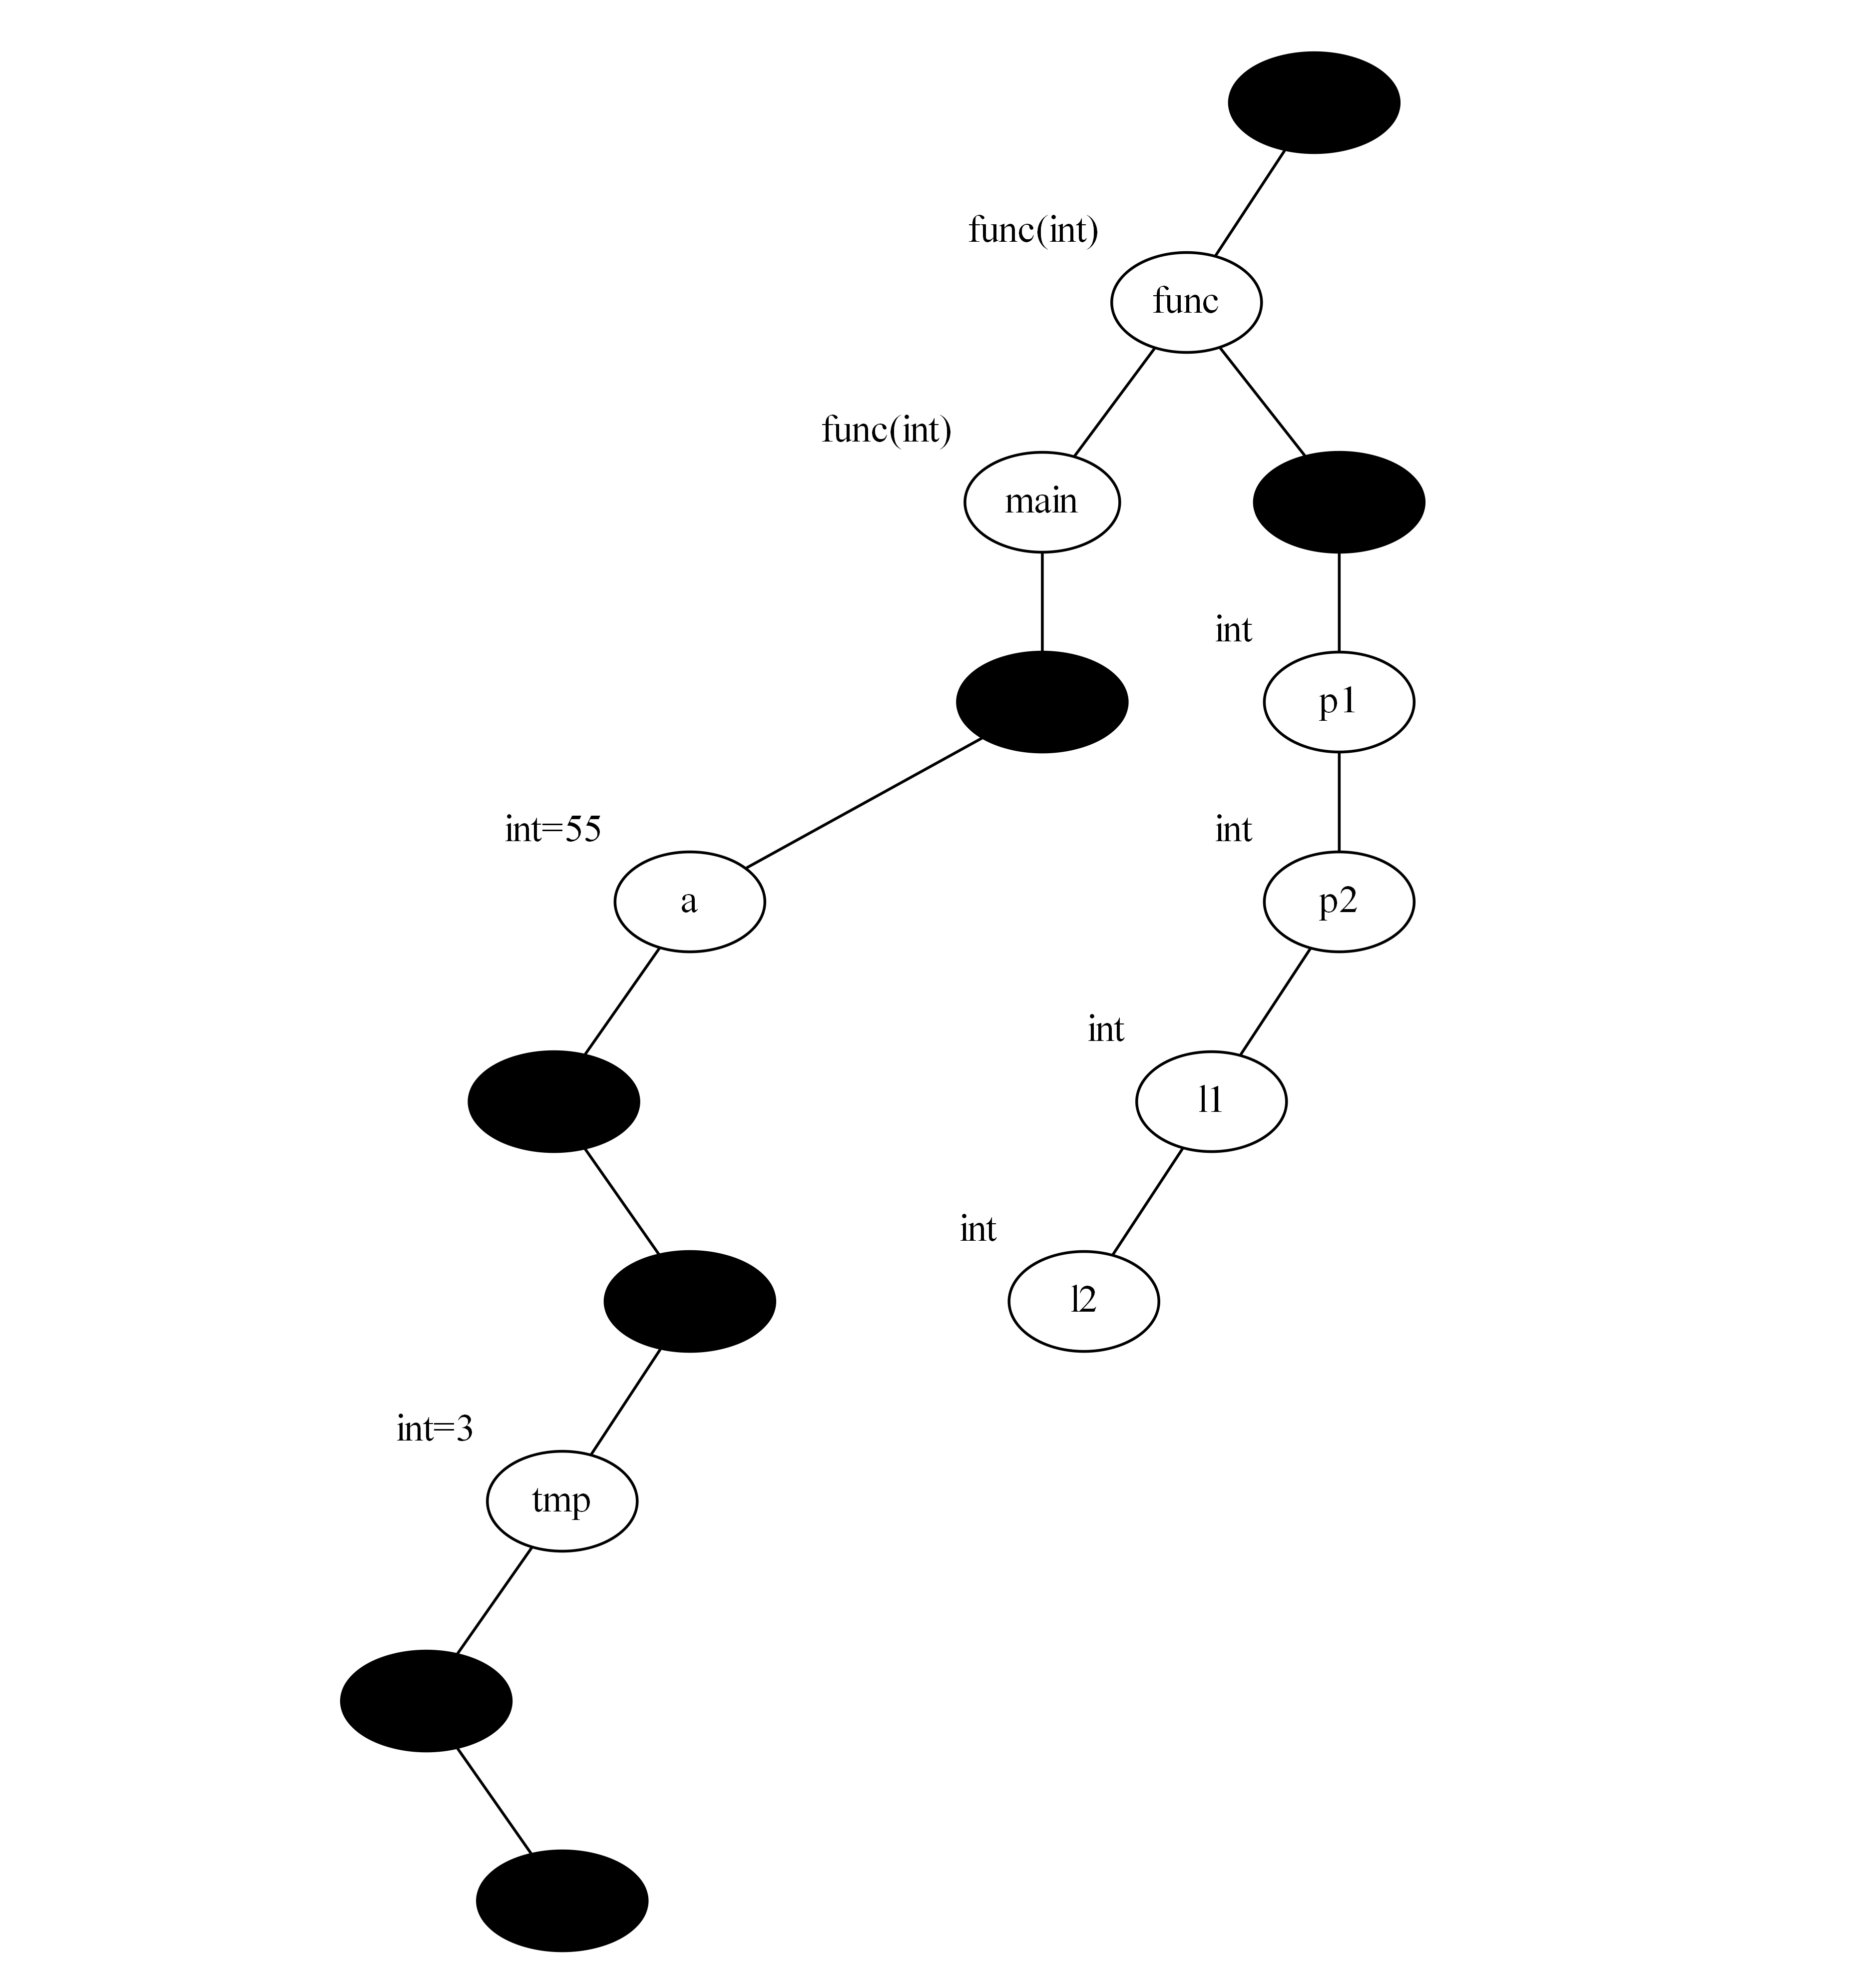 func(int)
func
func(int)
main
int
p1
int=55
int
a
p2
int
l1
int
l2
int=3
tmp